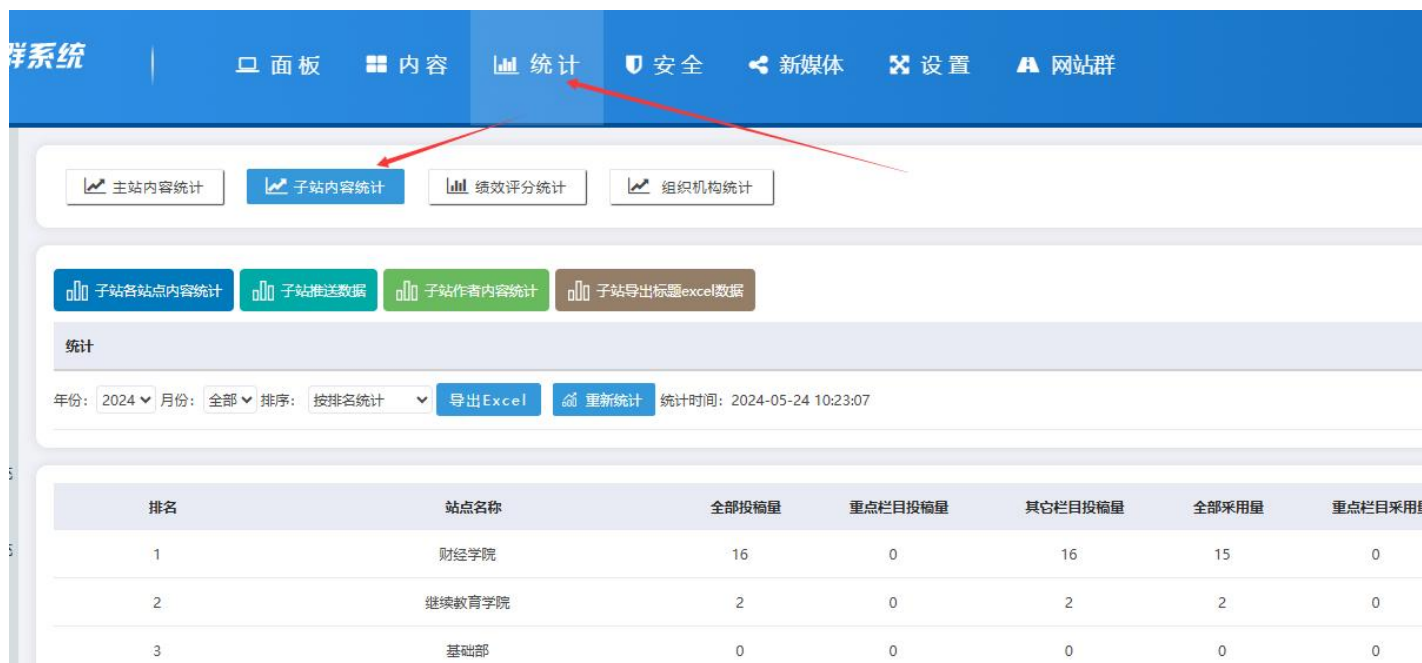 群系统 面板 内容 统计 安全 新媒体 设置 网站群
主站内容统计 子站内容统计 绩效评分统计 组织机构统计
子站各站点内容统计 子站推送数据 子站作者内容统计 子站导出标题excel数据
统计
年份: 2024 月份: 全部 排序: 按排名统计 导出Excel 重新统计 统计时间: 2024-05-24 10:23:07
排名 站点名称 全部投稿量 重点栏目投稿量 其它栏目投稿量 全部采用量 重点栏目采用量
1 财经学院 16 0 16 15 0
2 继续教育学院 2 0 2 2 0
3 基础部 0 0 0 0 0